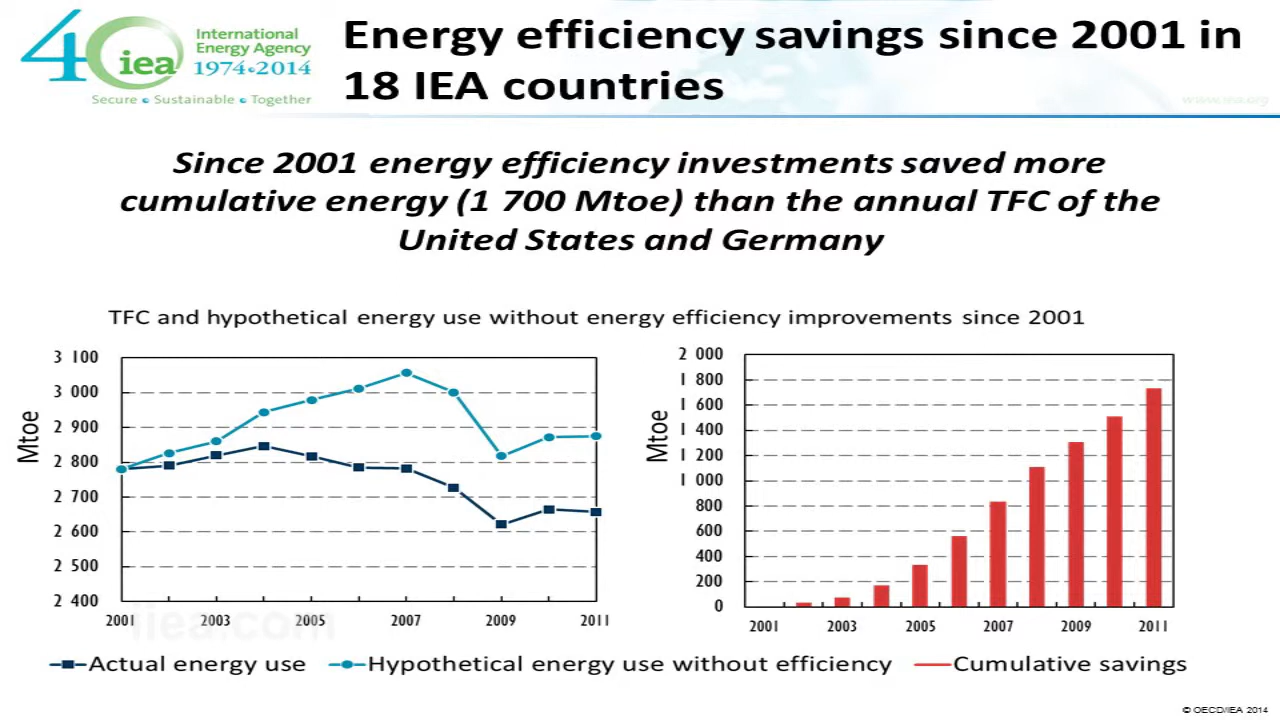 40 iea
International
Energy Agency
1974•2014
Secure • Sustainable • Together
Energy efficiency savings since 2001 in
18 IEA countries
www.iea.org
Since 2001 energy efficiency investments saved more
cumulative energy (1 700 Mtoe) than the annual TFC of the
United States and Germany
TFC and hypothetical energy use without energy efficiency improvements since 2001
Mtoe
3 100
3 000
2 900
2 800
2 700
2 600
2 500
2 400
2001 2003 2005 2007 2009 2011
Mtoe
2 000
1 800
1 600
1 400
1 200
1 000
800
600
400
200
0
2001 2003 2005 2007 2009 2011
iiea.com
Actual energy use Hypothetical energy use without efficiency Cumulative savings
© OECD/IEA 2014